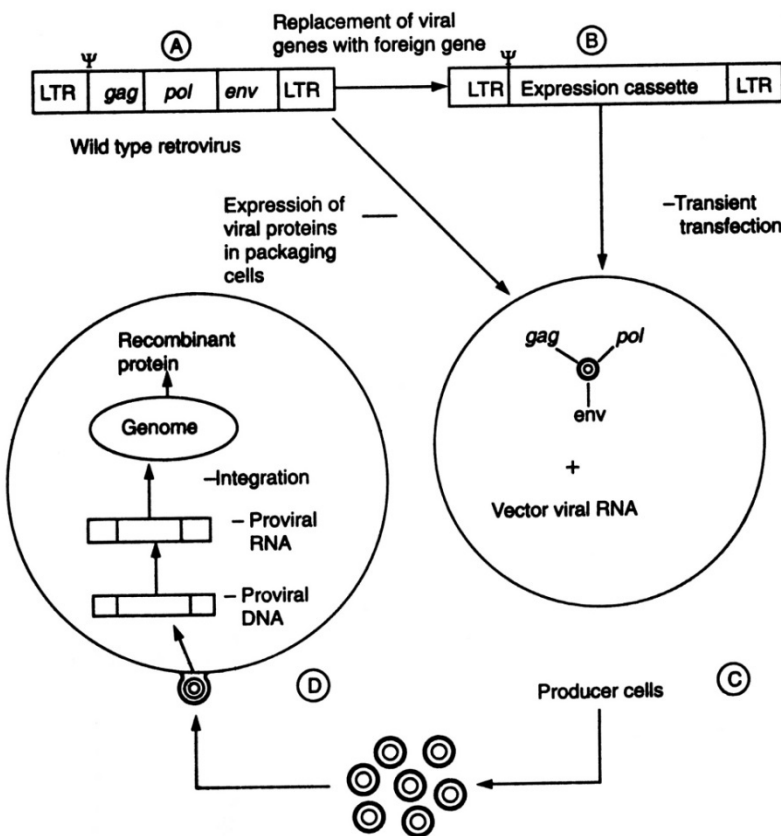 Ⓐ
Replacement of viral
genes with foreign gene
Ⓑ
Ψ
LTR gag pol env LTR
Ψ
LTR Expression cassette LTR
Wild type retrovirus
Expression of
viral proteins
in packaging
cells
–Transient
transfection
gag pol
env
+
Vector viral RNA
Recombinant
protein
Genome
–Integration
– Proviral
RNA
– Proviral
DNA
Ⓓ
Producer cells
Ⓒ